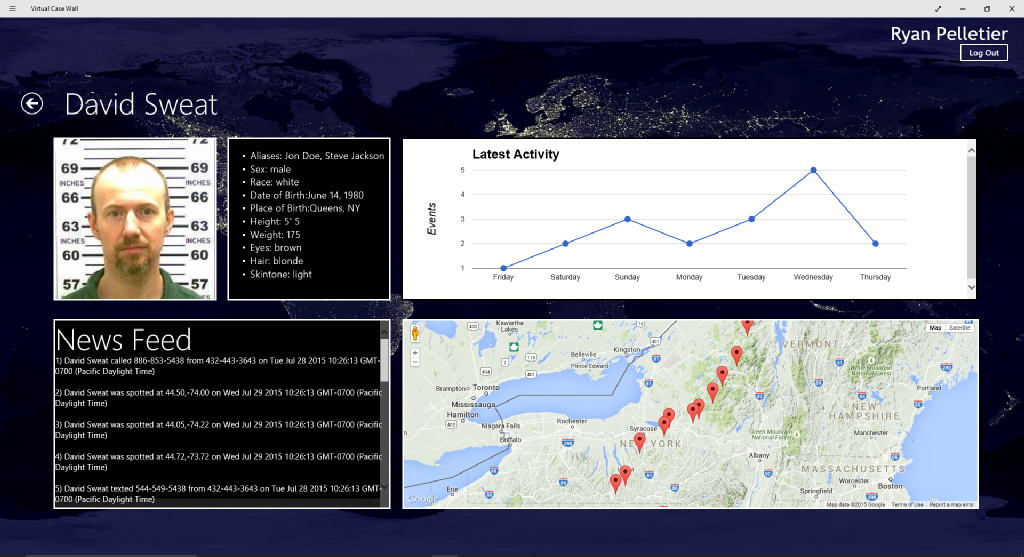 Virtual Case Wall
Ryan Pelletier
Log Out
David Sweat
72 72
69 69
INCHES INCHES
66 66
63 63
INCHES INCHES
60 60
57 57
• Aliases: Jon Doe, Steve Jackson
• Sex: male
• Race: white
• Date of Birth:June 14, 1980
• Place of Birth:Queens, NY
• Height: 5' 5
• Weight: 175
• Eyes: brown
• Hair: blonde
• Skintone: light
Latest Activity
Events
5
4
3
2
1
Friday Saturday Sunday Monday Tuesday Wednesday Thursday
News Feed
1) David Sweat called 886-853-5438 from 432-443-3643 on Tue Jul 28 2015 10:26:13 GMT-
0700 (Pacific Daylight Time)
2) David Sweat was spotted at 44.50,-74.00 on Wed Jul 29 2015 10:26:13 GMT-0700 (Pacific
Daylight Time)
3) David Sweat was spotted at 44.05,-74.22 on Wed Jul 29 2015 10:26:13 GMT-0700 (Pacific
Daylight Time)
4) David Sweat was spotted at 44.72,-73.72 on Wed Jul 29 2015 10:26:13 GMT-0700 (Pacific
Daylight Time)
5) David Sweat texted 544-549-5438 from 432-443-3643 on Tue Jul 28 2015 10:26:13 GMT-
0700 (Pacific Daylight Time)
Map Satellite
Kawartha
Lakes
Belleville
Kingston
Prince Edward
VERMONT
White Mountain
National Forest
Portland
Brampton
Toronto
Mississauga
Hamilton
Niagara Falls
Buffalo
Rochester
Syracuse
NEW YORK
Green Mountain
National Forest
NEW
HAMPSHIRE
Albany
MASSACHUSETTS
Worcester
Boston
Springfield
Erie
Google
Map data ©2015 Google Terms of Use Report a map error